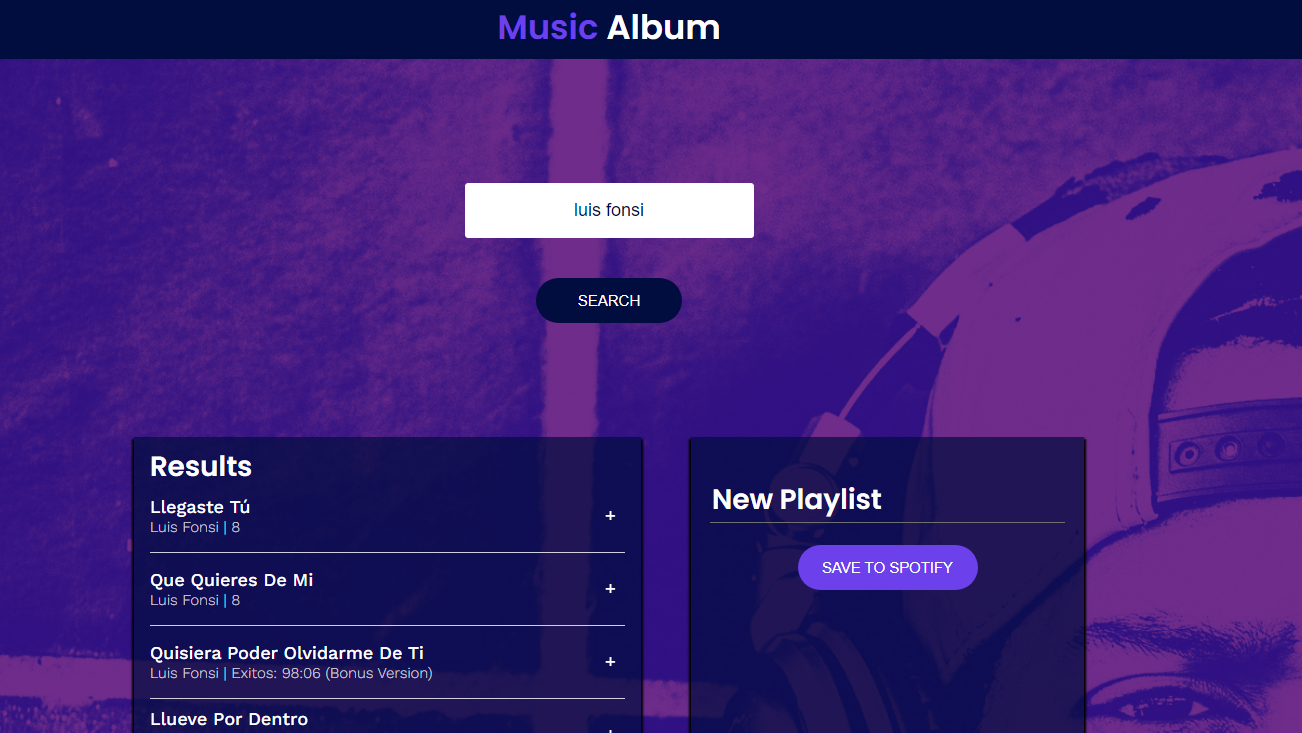 Music Album
luis fonsi
SEARCH
Results
Llegaste Tú
Luis Fonsi | 8
+
Que Quieres De Mi
Luis Fonsi | 8
+
Quisiera Poder Olvidarme De Ti
Luis Fonsi | Exitos: 98:06 (Bonus Version)
+
Llueve Por Dentro
New Playlist
SAVE TO SPOTIFY